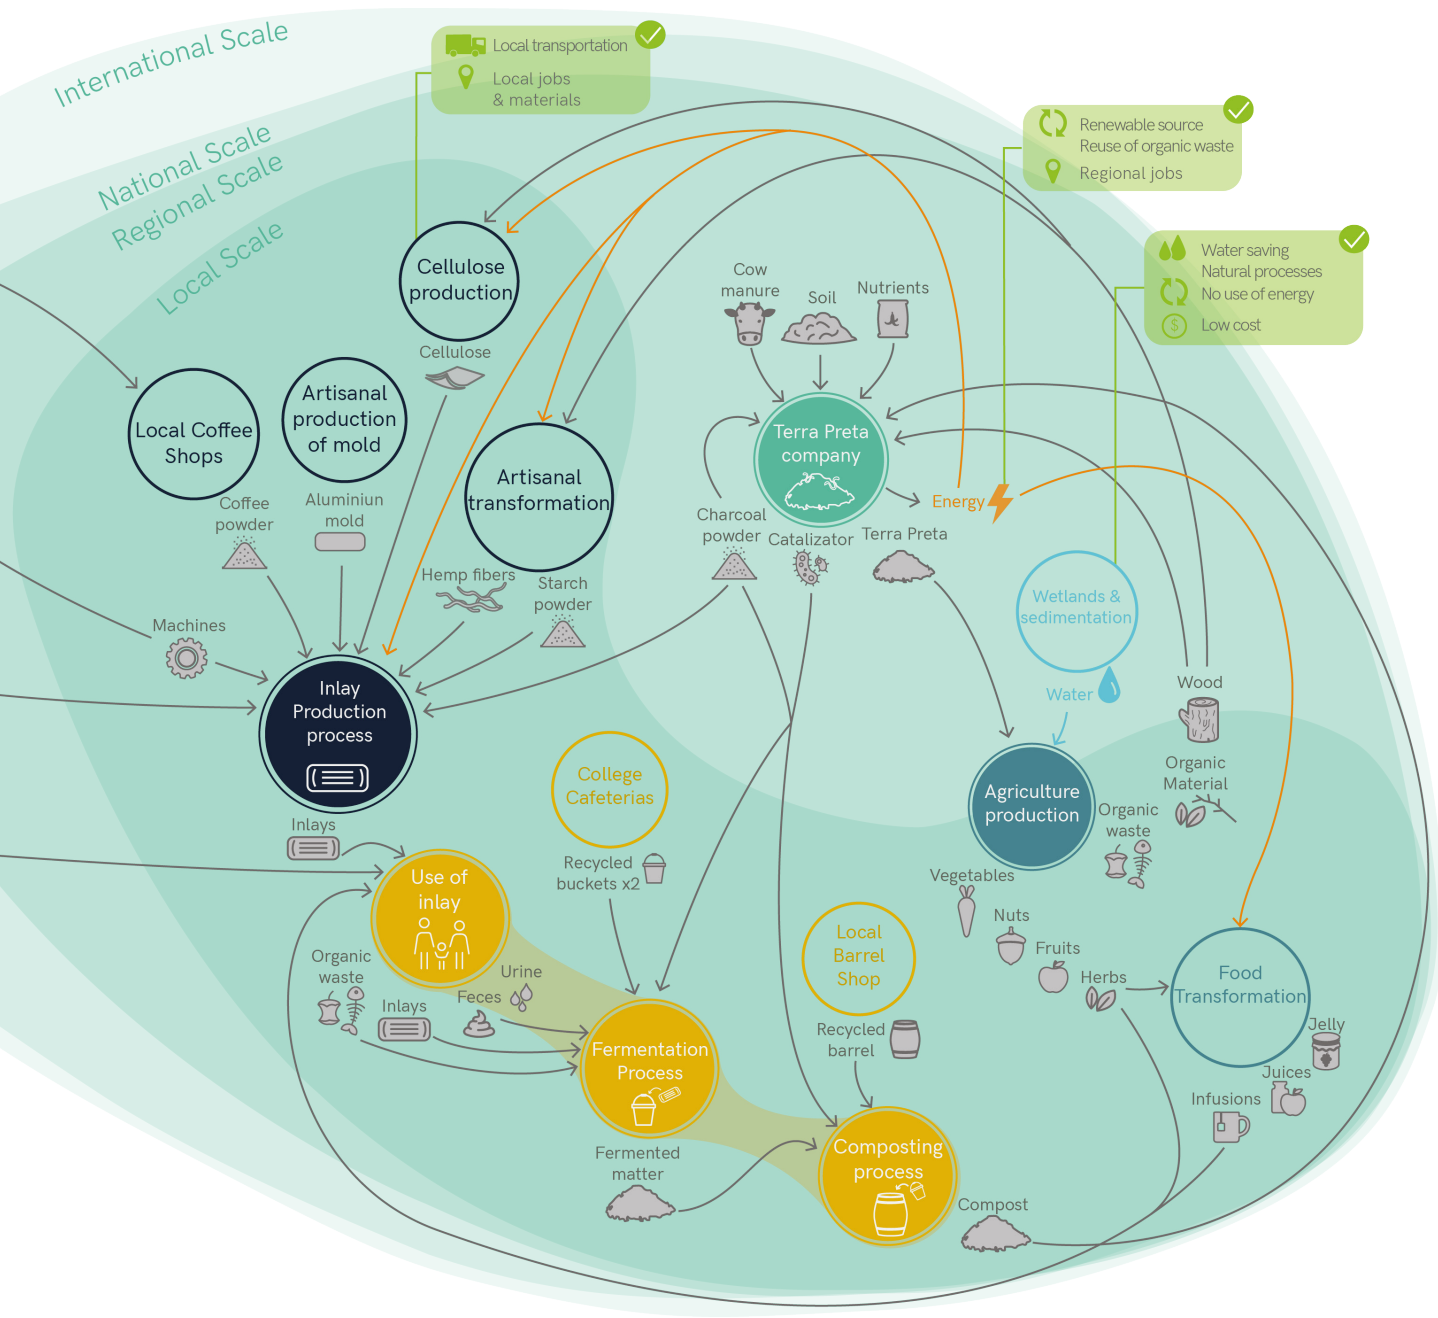 International Scale
National Scale
Regional Scale
Local Scale
Local transportation
Local jobs
& materials
Renewable source
Reuse of organic waste
Regional jobs
Water saving
Natural processes
No use of energy
$
Low cost
Cellulose
production
Cellulose
Cow
manure
Soil
Nutrients
Local Coffee
Shops
Artisanal
production
of mold
Artisanal
transformation
Terra Preta
company
Energy
Coffee
powder
Aluminiun
mold
Charcoal
powder
Catalizator
Terra Preta
Hemp fibers
Starch
powder
Wetlands &
sedimentation
Water
Machines
Inlay
Production
process
Wood
Organic
Material
College
Cafeterias
Agriculture
production
Organic
waste
Inlays
Recycled
buckets x2
Use of
inlay
Vegetables
Nuts
Fruits
Herbs
Local
Barrel
Shop
Food
Transformation
Organic
waste
Inlays
Feces
Urine
Recycled
barrel
Jelly
Juices
Infusions
Fermentation
Process
Fermented
matter
Composting
process
Compost